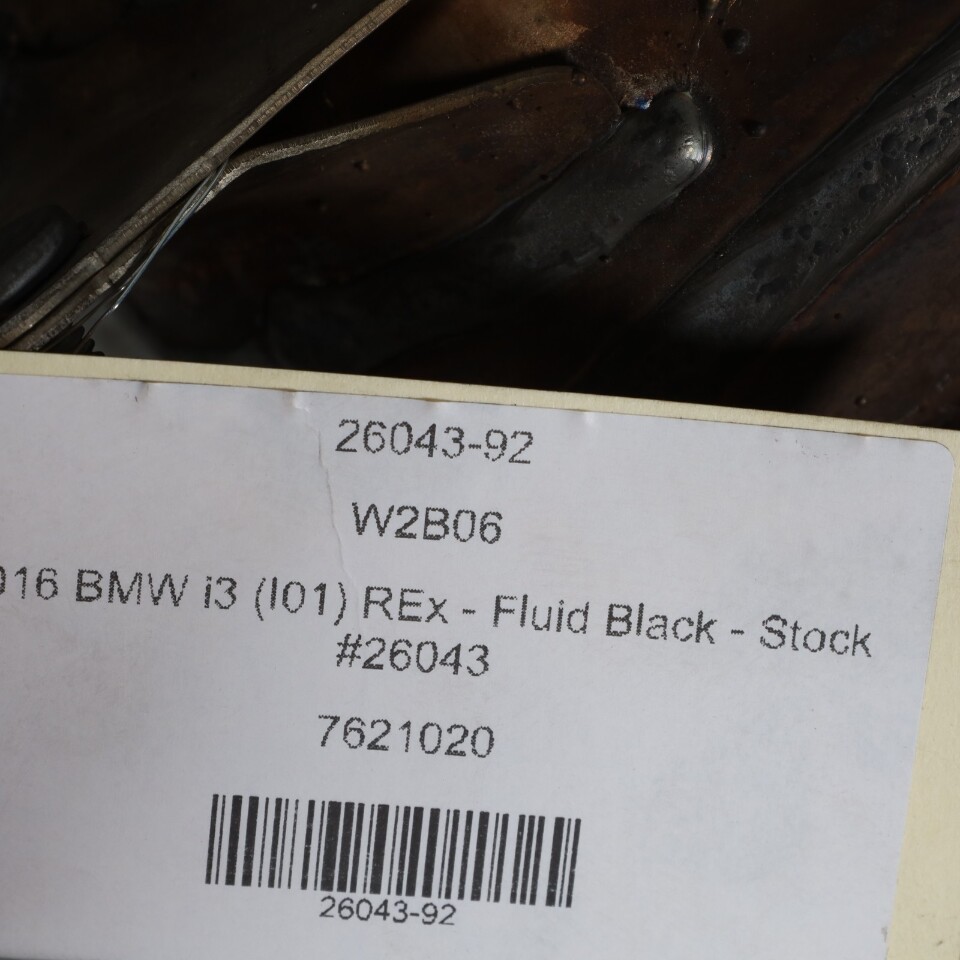 26043-92
W2B06
016 BMW i3 (I01) REx - Fluid Black - Stock
#26043
7621020
26043-92